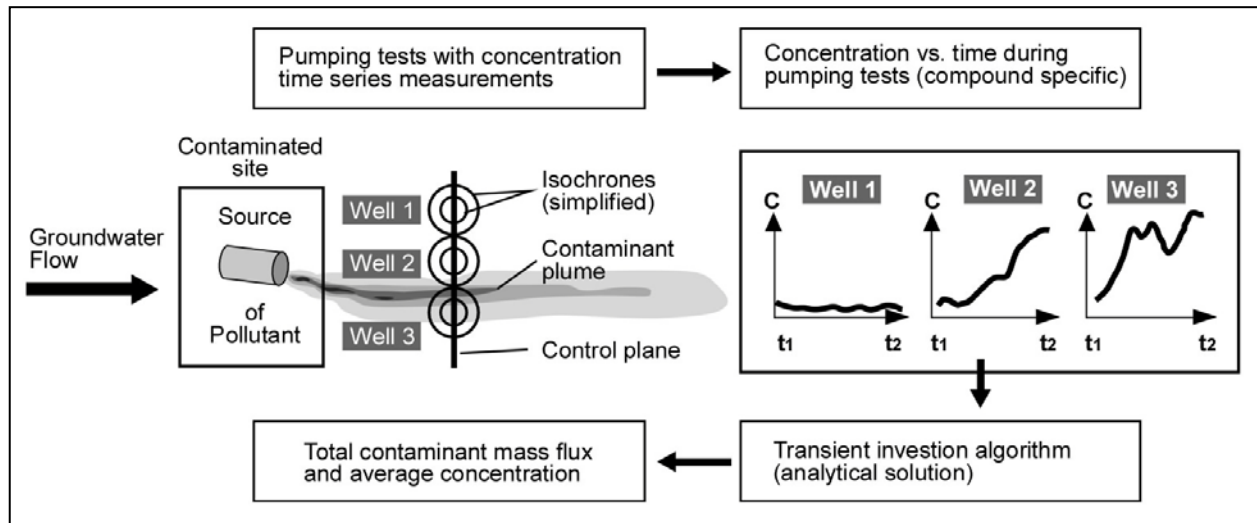 Pumping tests with concentration
time series measurements
Concentration vs. time during
pumping tests (compound specific)
Contaminated
site
Groundwater
Flow
Source
of
Pollutant
Well 1
Well 2
Well 3
Isochrones
(simplified)
Contaminant
plume
Control plane
Well 1
C
t1
t2
Well 2
C
t1
t2
Well 3
C
t1
t2
Total contaminant mass flux
and average concentration
Transient investion algorithm
(analytical solution)